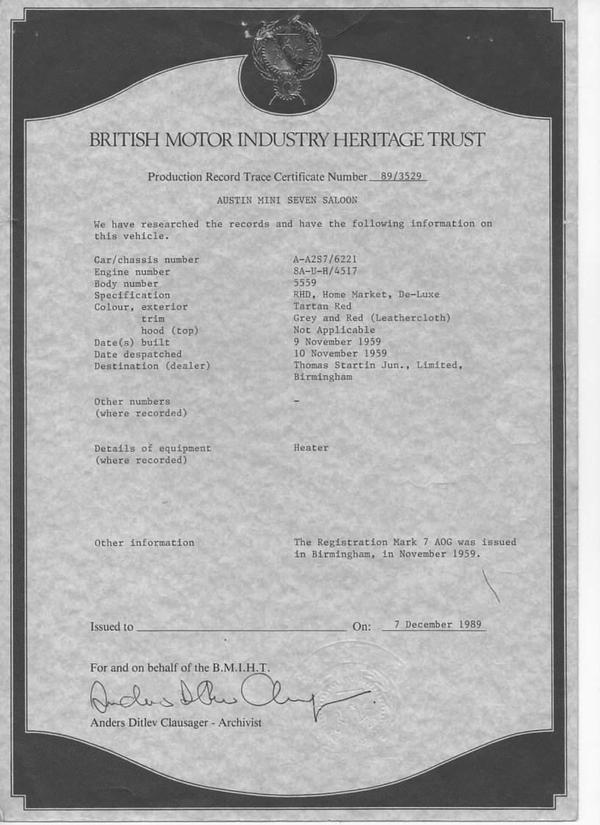 BRITISH MOTOR INDUSTRY HERITAGE TRUST
Production Record Trace Certificate Number 89/3529
AUSTIN MINI SEVEN SALOON
We have researched the records and have the following information on
this vehicle.
Car/chassis number A-A2S7/6221
Engine number 8A-U-H/4517
Body number 5559
Specification RHD, Home Market, De-Luxe
Colour, exterior Tartan Red
trim Grey and Red (Leathercloth)
hood (top) Not Applicable
Date(s) built 9 November 1959
Date despatched 10 November 1959
Destination (dealer) Thomas Startin Jun., Limited,
Birmingham
Other numbers -
(where recorded)
Details of equipment Heater
(where recorded)
Other information The Registration Mark 7 AOG was issued
in Birmingham, in November 1959.
Issued to On: 7 December 1989
For and on behalf of the B.M.I.H.T.
Anders Ditlev Clausager
Anders Ditlev Clausager - Archivist